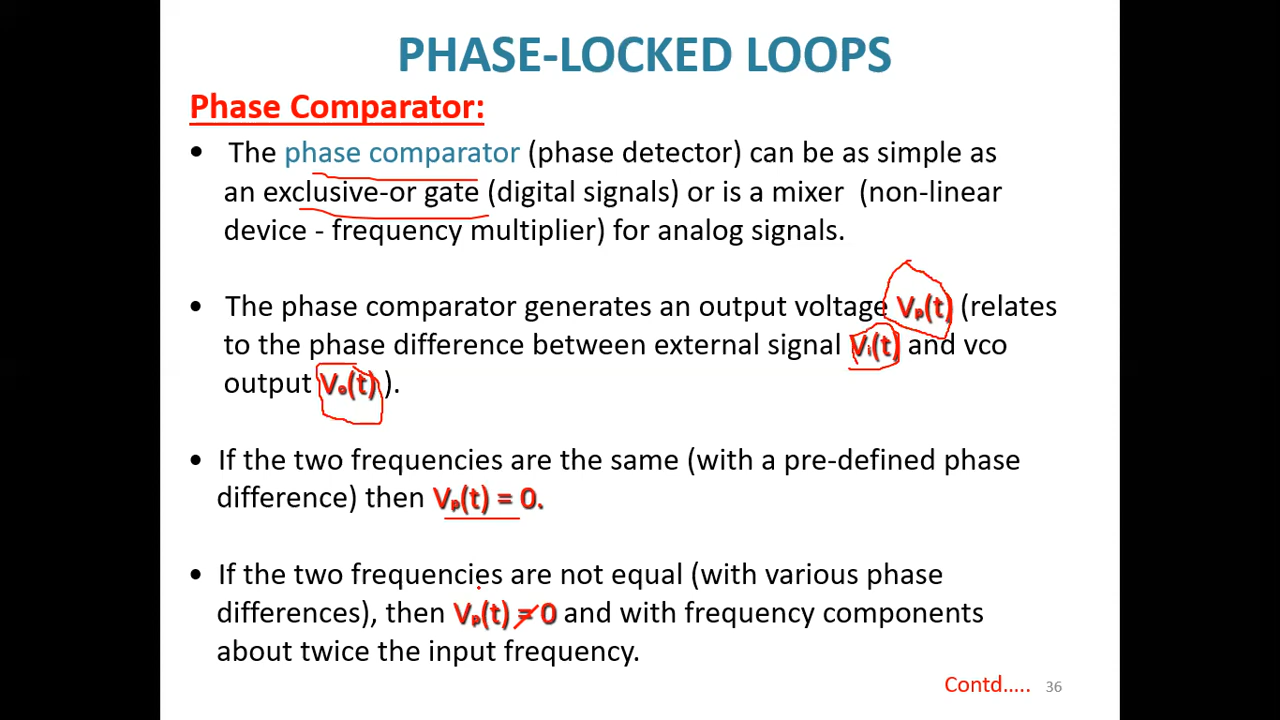 PHASE-LOCKED LOOPS
Phase Comparator:
• The phase comparator (phase detector) can be as simple as
an exclusive-or gate (digital signals) or is a mixer (non-linear
device - frequency multiplier) for analog signals.
• The phase comparator generates an output voltage Vp(t) (relates
to the phase difference between external signal Vi(t) and vco
output Vo(t) ).
• If the two frequencies are the same (with a pre-defined phase
difference) then Vp(t) = 0.
• If the two frequencies are not equal (with various phase
differences), then Vp(t) ≠ 0 and with frequency components
about twice the input frequency.
Contd….. 36